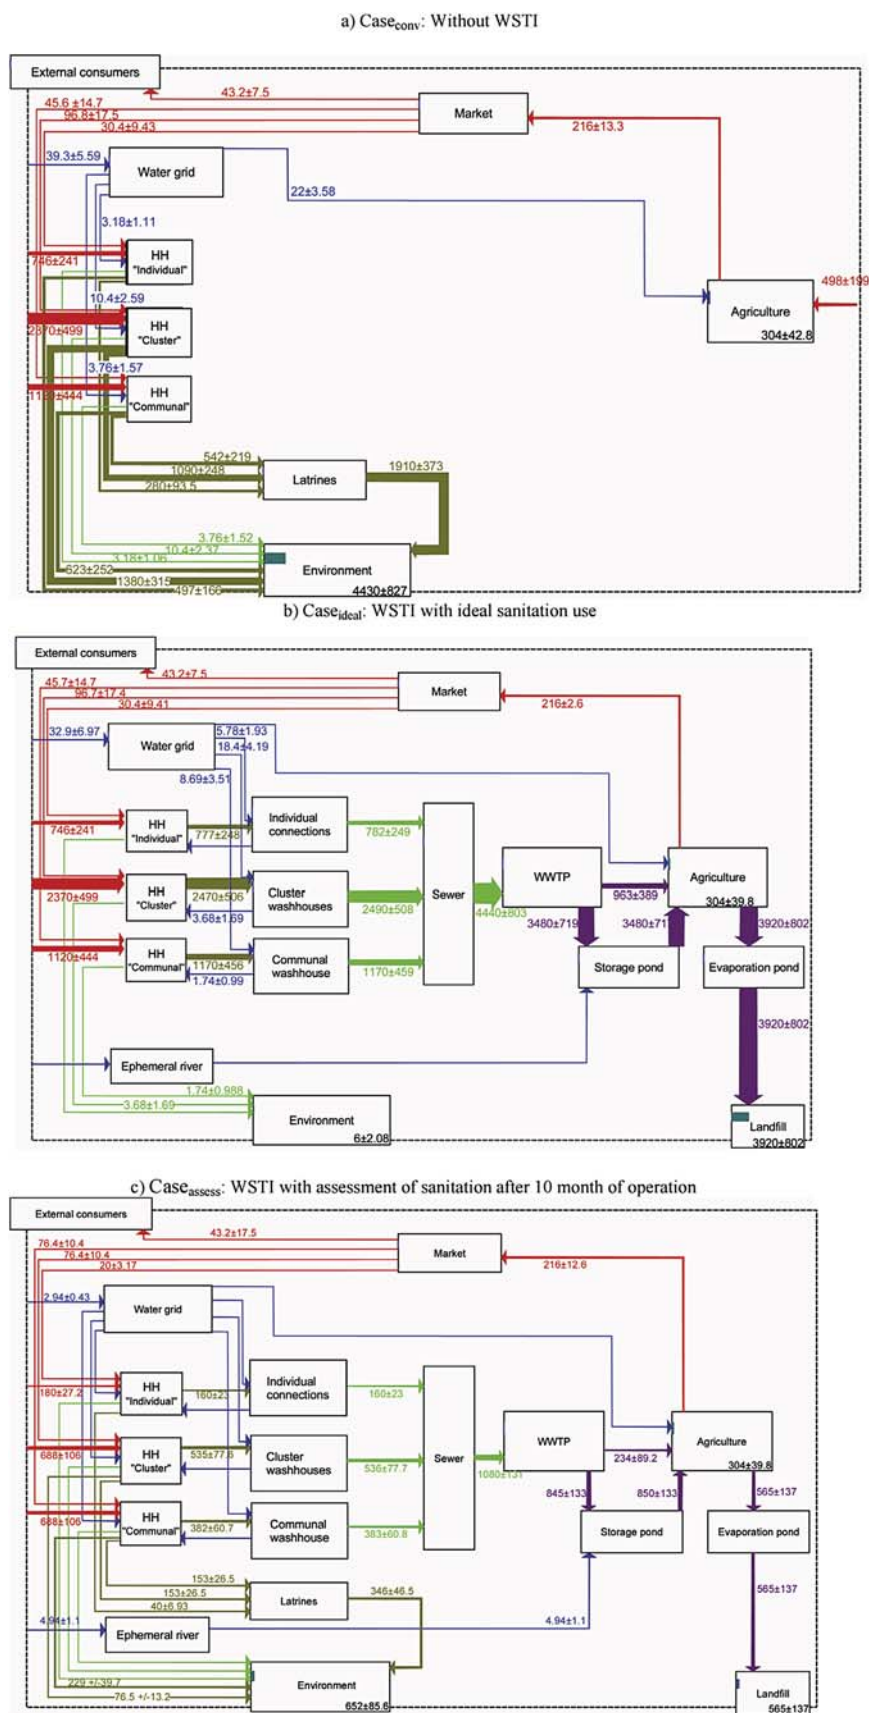 a) Case_conv: Without WSTI
External consumers
43.2±7.5
45.6 ±14.7
96.8±17.5
30.4±9.43
Market
216±13.3
39.3±5.59
Water grid
22±3.58
3.18±1.11
HH
"Individual"
746±241
498±199
10.4±2.59
HH
"Cluster"
2370±499
Agriculture
304±42.8
3.76±1.57
HH
"Communal"
542±219
1090±248
280±93.5
Latrines
1910±373
3.76±1.52
10.4±2.37
3.18±1.06
623±252
1380±315
497±166
Environment
4430±827
b) Case_ideal: WSTI with ideal sanitation use
External consumers
43.2±7.5
45.7±14.7
96.7±17.4
30.4±9.41
Market
216±2.6
32.9±6.97
Water grid
5.78±1.93
18.4±4.19
8.69±3.51
HH
"Individual"
746±241
777±248
Individual
connections
782±249
HH
"Cluster"
2370±499
2470±506
3.68±1.69
Cluster
washhouses
2490±508
Sewer
4440±803
WWTP
963±389
Agriculture
304±39.8
3480±719
3920±802
HH
"Communal"
1120±444
1170±456
1.74±0.99
Communal
washhouse
1170±459
Storage pond
Evaporation pond
3920±802
Ephemeral river
1.74±0.988
3.68±1.69
Environment
6±2.08
Landfill
3920±802
c) Case_assess: WSTI with assessment of sanitation after 10 month of operation
External consumers
43.2±17.5
76.4±10.4
76.4±10.4
20±3.17
Market
216±12.6
2.94±0.43
Water grid
HH
"Individual"
180±27.2
160±23
Individual
connections
160±23
HH
"Cluster"
688±106
535±77.6
Cluster
washhouses
536±77.7
Sewer
1080±131
WWTP
234±89.2
Agriculture
304±39.8
845±133
850±133
565±137
HH
"Communal"
688±106
382±60.7
Communal
washhouse
383±60.8
Storage pond
Evaporation pond
153±26.5
153±26.5
40±6.93
Latrines
346±46.5
565±137
4.94±1.1
Ephemeral river
4.94±1.1
229 +/-39.7
76.5 +/-13.2
Environment
652±85.6
Landfill
565±137